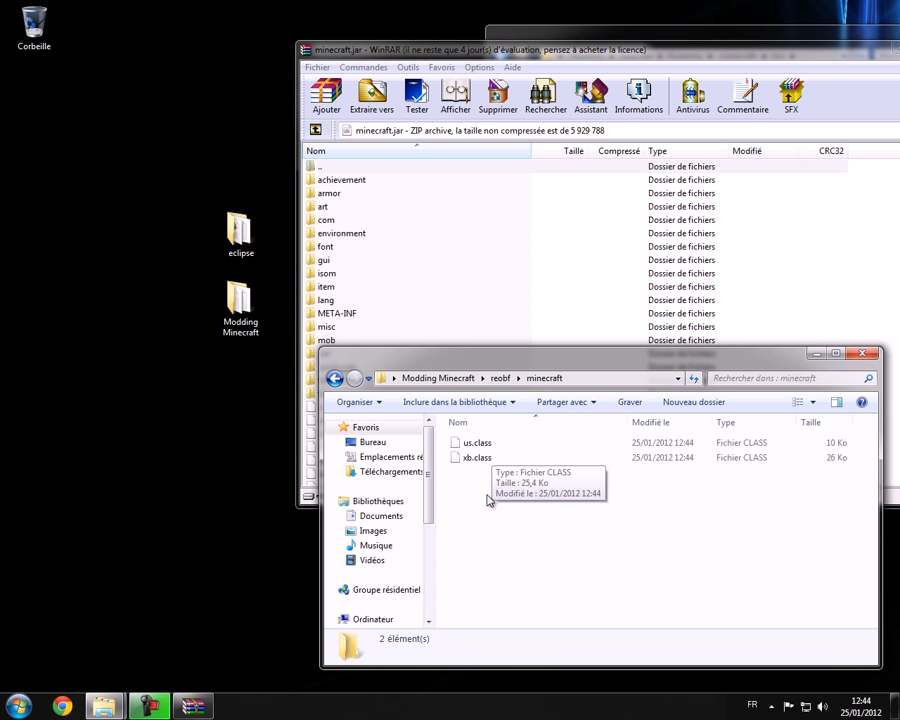 Corbeille
eclipse
Modding
Minecraft
minecraft.jar - WinRAR (il ne reste que 4 jour(s) d'évaluation, pensez à acheter la licence)
Fichier Commandes Outils Favoris Options Aide
Ajouter Extraire vers Tester Afficher Supprimer Rechercher Assistant Informations Antivirus Commentaire SFX
minecraft.jar - ZIP archive, la taille non compressée est de 5 929 788
Nom Taille Compressé Type Modifié CRC32
.. Dossier de fichiers
achievement Dossier de fichiers
armor Dossier de fichiers
art Dossier de fichiers
com Dossier de fichiers
environment Dossier de fichiers
font Dossier de fichiers
gui Dossier de fichiers
isom Dossier de fichiers
item Dossier de fichiers
lang Dossier de fichiers
META-INF Dossier de fichiers
misc Dossier de fichiers
mob Dossier de fichiers
Modding Minecraft reobf minecraft
Rechercher dans : minecraft
Organiser Inclure dans la bibliothèque Partager avec Graver Nouveau dossier
Favoris
Bureau
Emplacements ré
Téléchargements
Bibliothèques
Documents
Images
Musique
Vidéos
Groupe résidentiel
Ordinateur
Nom Modifié le Type Taille
us.class 25/01/2012 12:44 Fichier CLASS 10 Ko
xb.class 25/01/2012 12:44 Fichier CLASS 26 Ko
Type : Fichier CLASS
Taille : 25,4 Ko
Modifié le : 25/01/2012 12:44
2 élément(s)
FR
12:44
25/01/2012